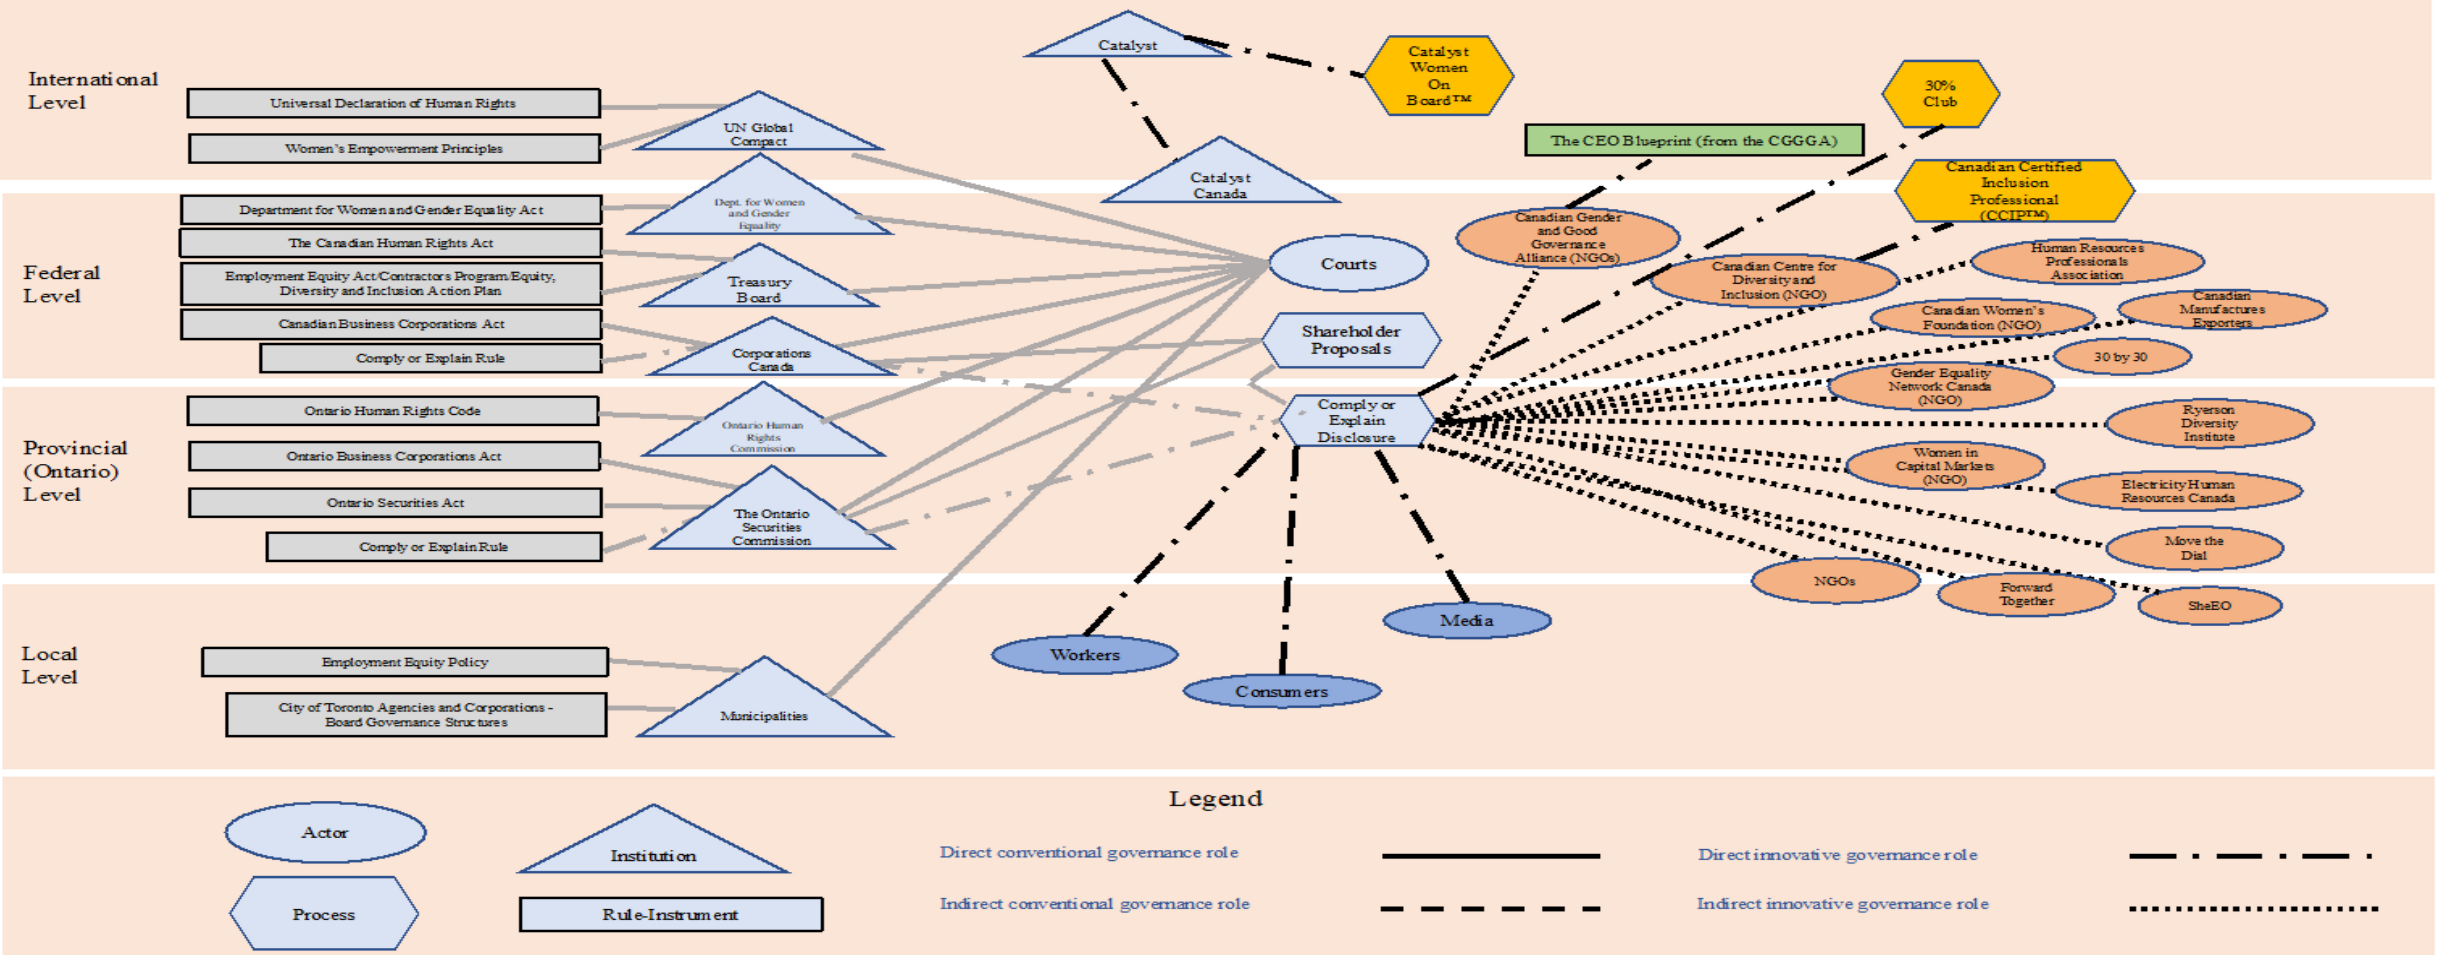 International
Level
Universal Declaration of Human Rights
Women's Empowerment Principles
UN Global
Compact
Catalyst
Catalyst
Women
On
Board™
Catalyst
Canada
30%
Club
The CEO Blueprint (from the CGGGA)
Canadian Certified
Inclusion
Professional
(CCIP™)
Federal
Level
Department for Women and Gender Equality Act
The Canadian Human Rights Act
Employment Equity Act/Contractors Program/Equity,
Diversity and Inclusion Action Plan
Canadian Business Corporations Act
Comply or Explain Rule
Dept. for Women
and Gender
Equality
Treasury
Board
Corporations
Canada
Courts
Shareholder
Proposals
Canadian Gender
and Good
Governance
Alliance (NGOs)
Canadian Centre for
Diversity and
Inclusion (NGO)
Human Resources
Professionals
Association
Canadian Women's
Foundation (NGO)
Canadian
Manufactures
Exporters
30 by 30
Gender Equality
Network Canada
(NGO)
Provincial
(Ontario)
Level
Ontario Human Rights Code
Ontario Business Corporations Act
Ontario Securities Act
Comply or Explain Rule
Ontario Human
Rights
Commission
The Ontario
Securities
Commission
Comply or
Explain
Disclosure
Ryerson
Diversity
Institute
Women in
Capital Markets
(NGO)
Electricity Human
Resources Canada
Move the
Dial
NGOs
Forward
Together
SheEO
Local
Level
Employment Equity Policy
City of Toronto Agencies and Corporations -
Board Governance Structures
Municipalities
Workers
Consumers
Media
Legend
Actor
Institution
Process
Rule-Instrument
Direct conventional governance role
Indirect conventional governance role
Direct innovative governance role
Indirect innovative governance role